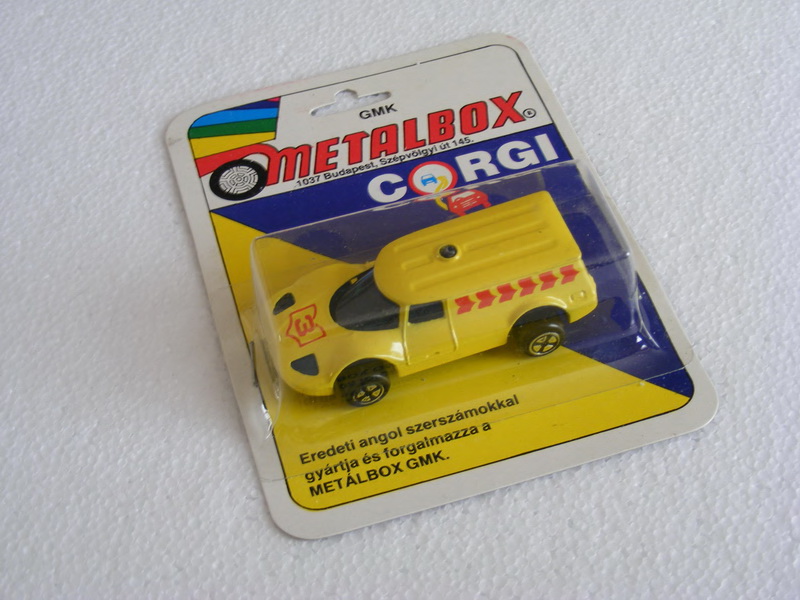 GMK
METALBOX®
1037 Budapest, Szépvölgyi út 145.
CORGI
Eredeti angol szerszámokkal
gyártja és forgalmazza a
METÁLBOX GMK.